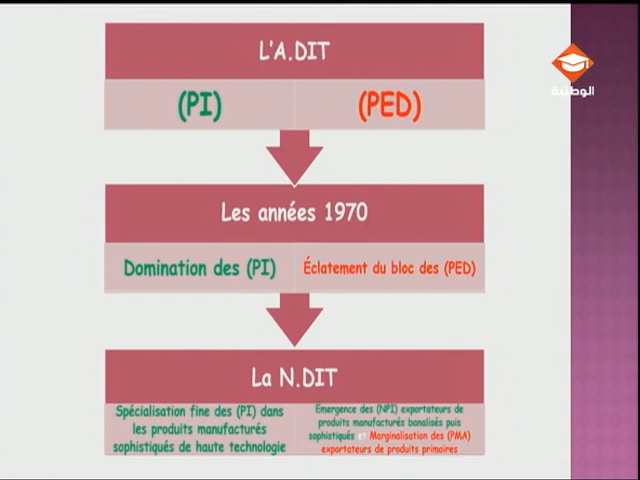 L'A.DIT
(PI) (PED)
الوطنية
Les années 1970
Domination des (PI) Éclatement du bloc des (PED)
La N.DIT
Spécialisation fine des (PI) dans
les produits manufacturés
sophistiqués de haute technologie
Emergence des (NPI) exportateurs de
produits manufacturés banalisés puis
sophistiqués et Marginalisation des (PMA)
exportateurs de produits primaires